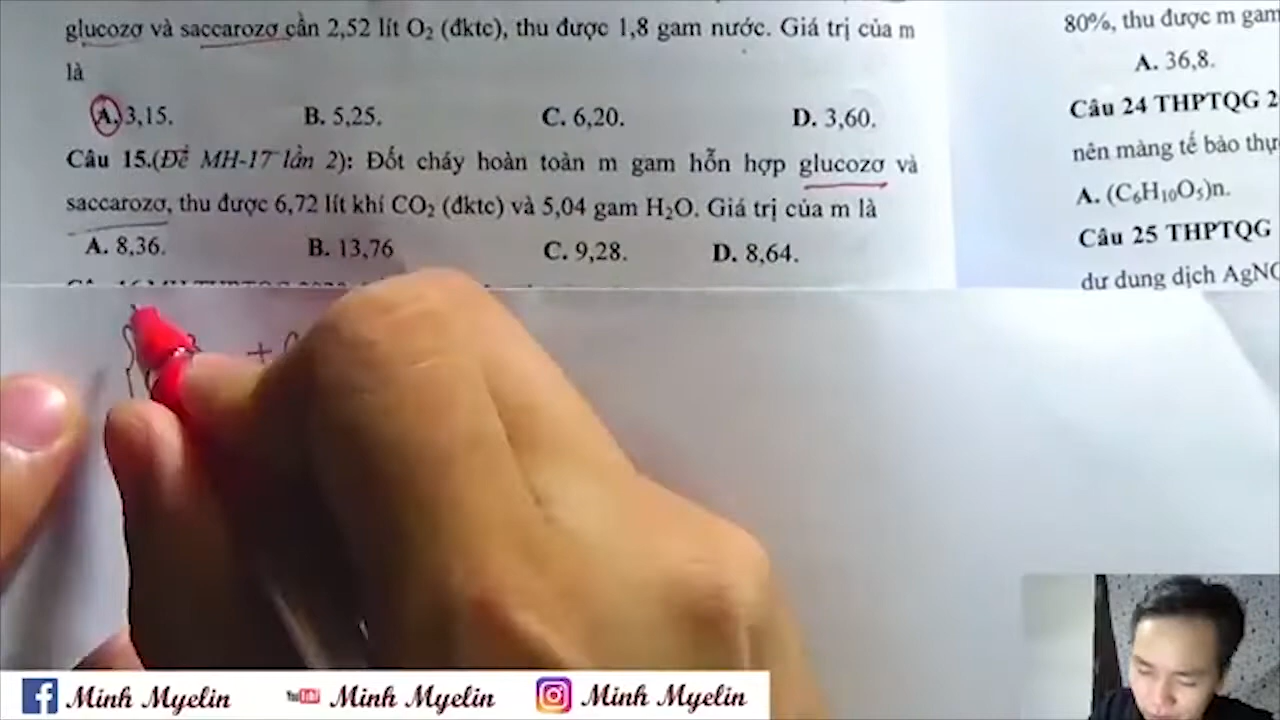 glucozơ và saccarozơ cần 2,52 lít O₂ (đktc), thu được 1,8 gam nước. Giá trị của m
là
A. 3,15. B. 5,25. C. 6,20. D. 3,60.
Câu 15.(Đề MH-17 lần 2): Đốt cháy hoàn toàn m gam hỗn hợp glucozơ và
saccarozơ, thu được 6,72 lít khí CO₂ (đktc) và 5,04 gam H₂O. Giá trị của m là
A. 8,36. B. 13,76 C. 9,28. D. 8,64.
+
80%, thu được m gam
A. 36,8.
Câu 24 THPTQG 2
nên màng tế bào thự
A. (C₆H₁₀O₅)n.
Câu 25 THPTQG
dư dung dịch AgNO
Minh Myelin
YouTube Minh Myelin
Minh Myelin